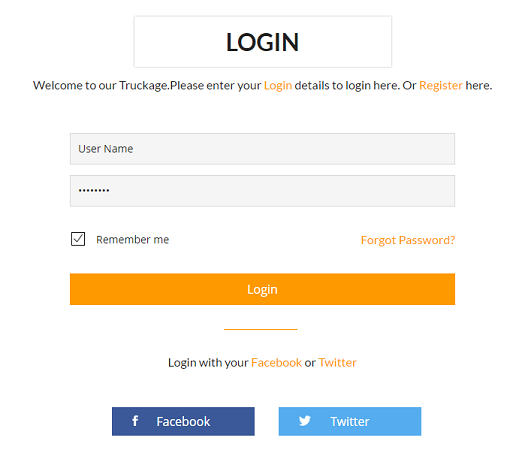 LOGIN
Welcome to our Truckage.Please enter your Login details to login here. Or Register here.
User Name
••••••••
Remember me
Forgot Password?
Login
Login with your Facebook or Twitter
Facebook
Twitter